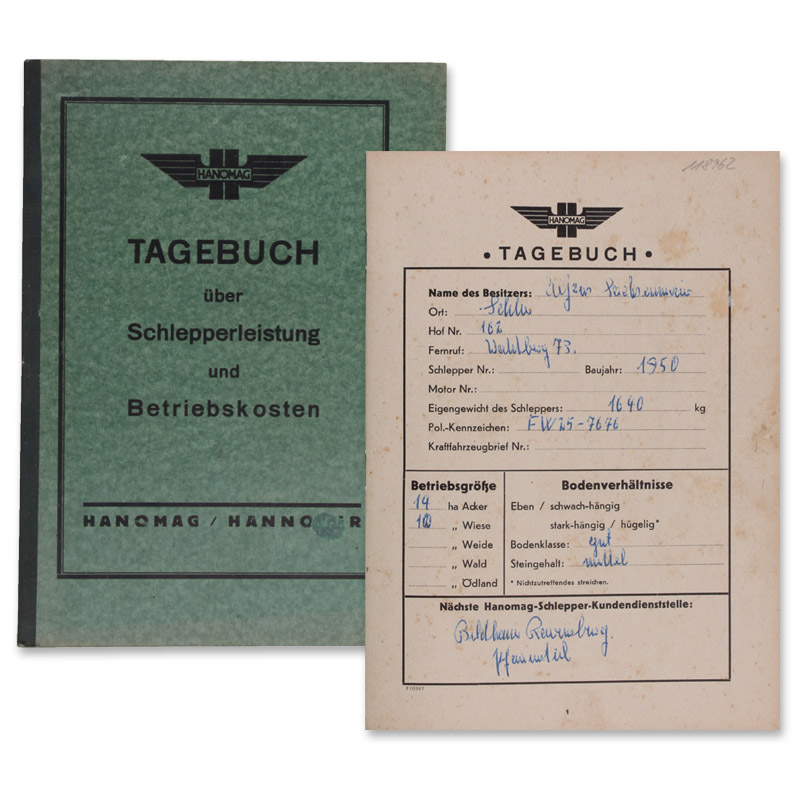 HANOMAG
TAGEBUCH
über
Schlepperleistung
und
Betriebskosten
HANOMAG / HANNOVER
118962
HANOMAG
• TAGEBUCH •
Name des Besitzers:
Ort:
Hof Nr. 162
Fernruf: 73.
Schlepper Nr.: Baujahr: 1950
Motor Nr.:
Eigengewicht des Schleppers: 1640 kg
Pol.-Kennzeichen: FW25-7676
Kraftfahrzeugbrief Nr.:
Betriebsgröße
14 ha Acker
10 „ Wiese
„ Weide
„ Wald
„ Ödland
Bodenverhältnisse
Eben / schwach-hängig
stark-hängig / hügelig*
Bodenklasse: gut
Steingehalt: mittel
* Nichtzutreffendes streichen.
Nächste Hanomag-Schlepper-Kundendienststelle:
1